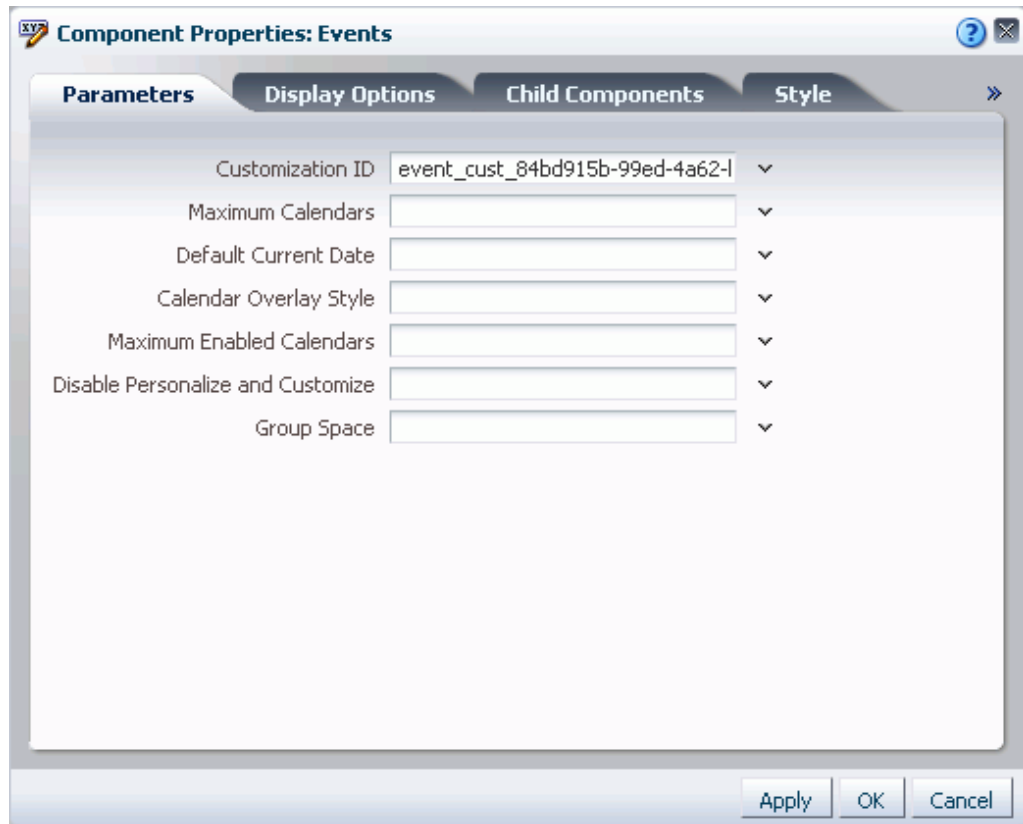 Component Properties: Events
Parameters Display Options Child Components Style
Customization ID event_cust_84bd915b-99ed-4a62-
Maximum Calendars
Default Current Date
Calendar Overlay Style
Maximum Enabled Calendars
Disable Personalize and Customize
Group Space
Apply OK Cancel